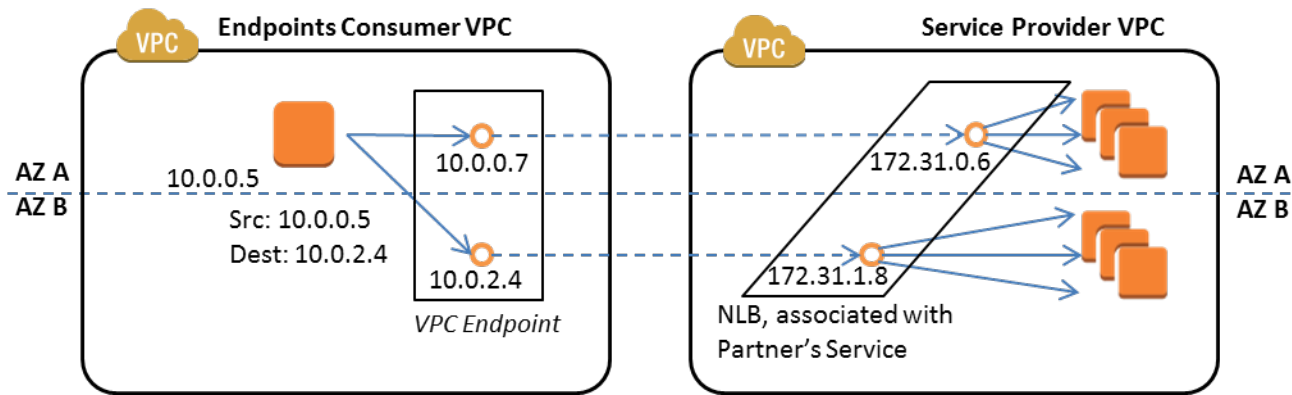 Endpoints Consumer VPC
Service Provider VPC
VPC
VPC
10.0.0.7
172.31.0.6
10.0.0.5
AZ A
AZ A
AZ B
AZ B
Src: 10.0.0.5
Dest: 10.0.2.4
10.0.2.4
172.31.1.8
VPC Endpoint
NLB, associated with
Partner's Service